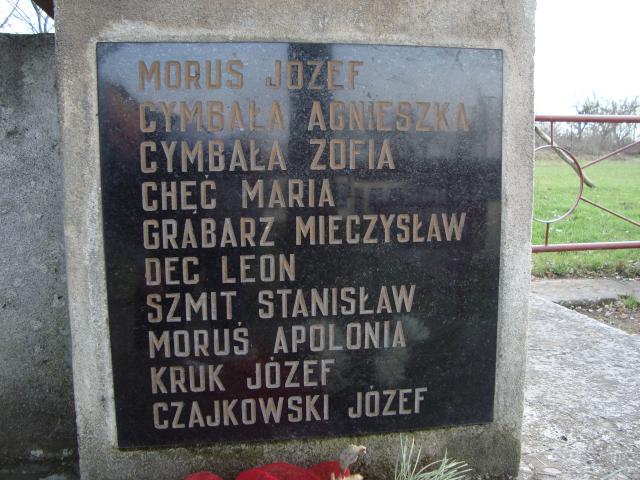 MORUŚ JÓZEF
CYMBAŁA AGNIESZKA
CYMBAŁA ZOFIA
CHĘĆ MARIA
GRABARZ MIECZYSŁAW
DEC LEON
SZMIT STANISŁAW
MORUŚ APOLONIA
KRUK JÓZEF
CZAJKOWSKI JÓZEF